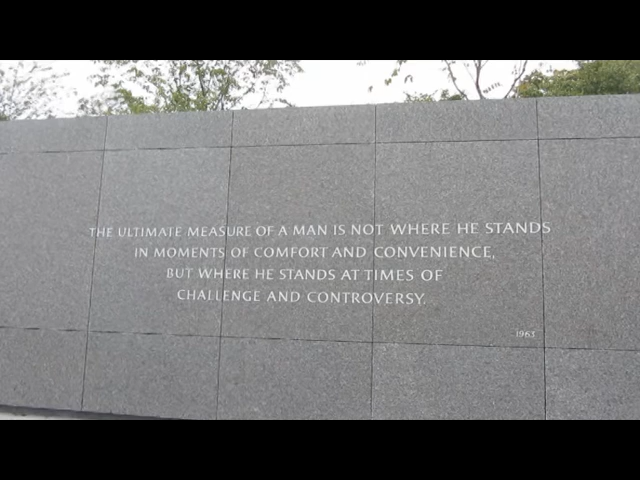 THE ULTIMATE MEASURE OF A MAN IS NOT WHERE HE STANDS
IN MOMENTS OF COMFORT AND CONVENIENCE,
BUT WHERE HE STANDS AT TIMES OF
CHALLENGE AND CONTROVERSY.
1963